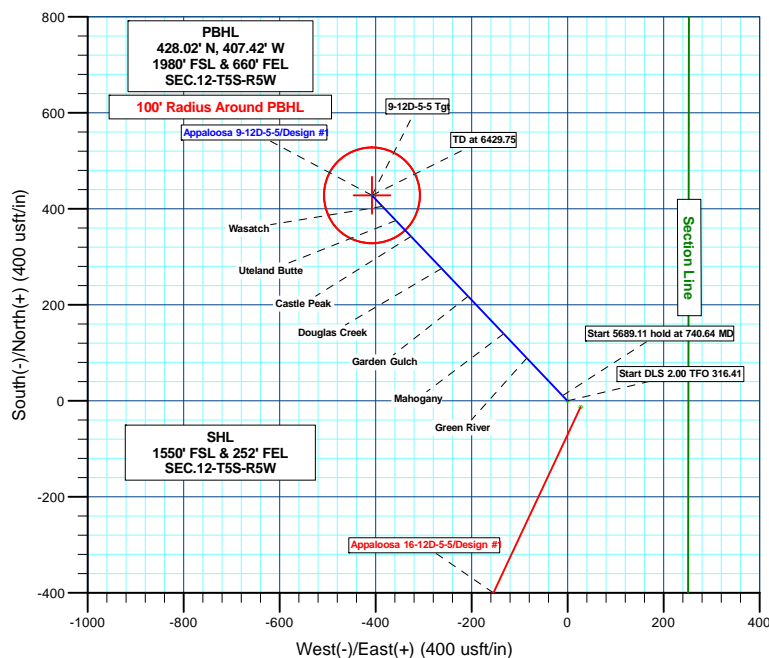 PBHL
428.02' N, 407.42' W
1980' FSL & 660' FEL
SEC.12-T5S-R5W
100' Radius Around PBHL
Appaloosa 9-12D-5-5/Design #1
9-12D-5-5 Tgt
TD at 6429.75
Wasatch
Uteland Butte
Castle Peak
Douglas Creek
Garden Gulch
Mahogany
Green River
Section Line
Start 5689.11 hold at 740.64 MD
Start DLS 2.00 TFO 316.41
SHL
1550' FSL & 252' FEL
SEC.12-T5S-R5W
Appaloosa 16-12D-5-5/Design #1
South(-)/North(+) (400 usft/in)
800
600
400
200
0
-200
-400
-1000
-800
-600
-400
-200
0
200
400
West(-)/East(+) (400 usft/in)